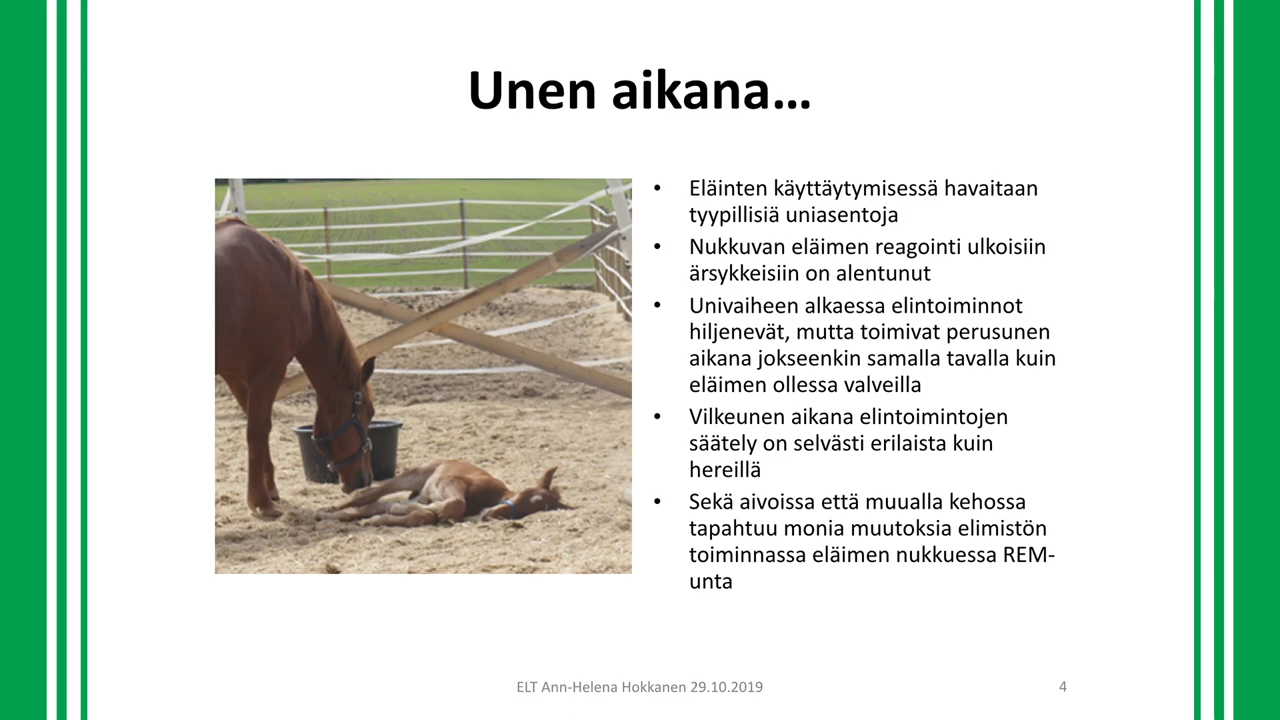 Unen aikana…
• Eläinten käyttäytymisessä havaitaan
tyypillisiä uniasentoja
• Nukkuvan eläimen reagointi ulkoisiin
ärsykkeisiin on alentunut
• Univaiheen alkaessa elintoiminnot
hiljenevät, mutta toimivat perusunen
aikana jokseenkin samalla tavalla kuin
eläimen ollessa valveilla
• Vilkeunen aikana elintoimintojen
säätely on selvästi erilaista kuin
hereillä
• Sekä aivoissa että muualla kehossa
tapahtuu monia muutoksia elimistön
toiminnassa eläimen nukkuessa REM-
unta
ELT Ann-Helena Hokkanen 29.10.2019
4